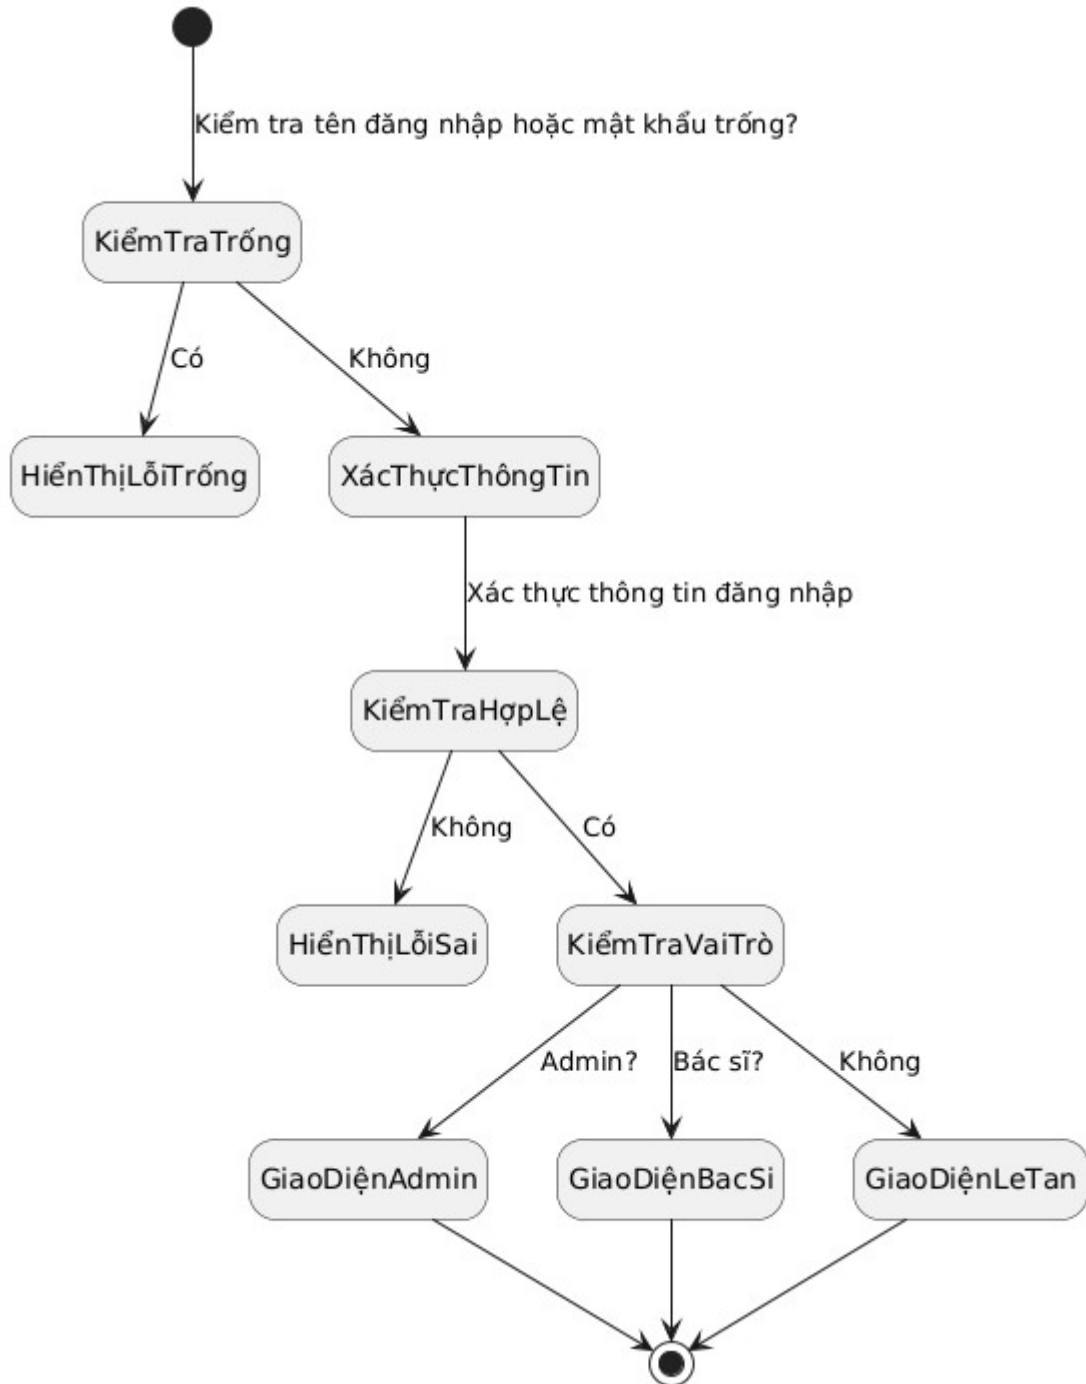 Kiểm tra tên đăng nhập hoặc mật khẩu trống?
KiểmTraTrống
Có
Không
HiểnThịLỗiTrống
XácThựcThôngTin
Xác thực thông tin đăng nhập
KiểmTraHợpLệ
Không
Có
HiểnThịLỗiSai
KiểmTraVaiTrò
Admin?
Bác sĩ?
Không
GiaoDiệnAdmin
GiaoDiệnBacSi
GiaoDiệnLeTan